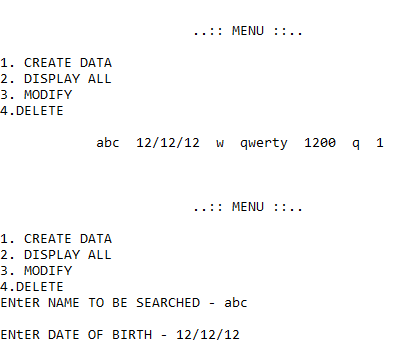 ..:: MENU ::..
1. CREATE DATA
2. DISPLAY ALL
3. MODIFY
4.DELETE
abc 12/12/12 w qwerty 1200 q 1
..:: MENU ::..
1. CREATE DATA
2. DISPLAY ALL
3. MODIFY
4.DELETE
ENtER NAME TO BE SEARCHED - abc
ENtER DATE OF BIRTH - 12/12/12